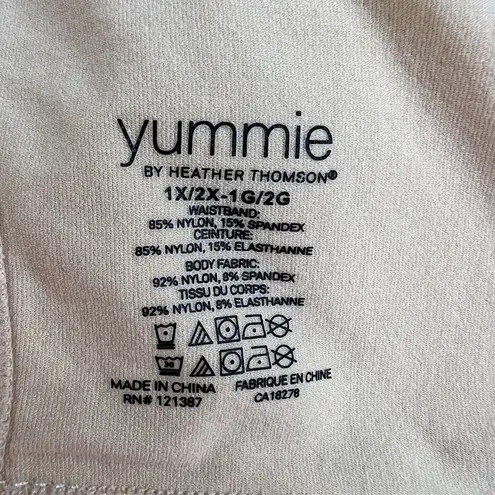 yummie
BY HEATHER THOMSON®
1X/2X-1G/2G
WAISTBAND:
85% NYLON, 15% SPANDEX
CEINTURE:
85% NYLON, 15% ELASTHANNE
BODY FABRIC:
92% NYLON, 8% SPANDEX
TISSU DU CORPS:
92% NYLON, 8% ELASTHANNE
30
MADE IN CHINA FABRIQUE EN CHINE
RN# 121387 CA18278